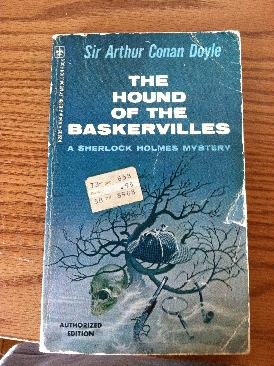 Sir Arthur Conan Doyle
THE
HOUND
OF THE
BASKERVILLES
A SHERLOCK HOLMES MYSTERY
AUTHORIZED
EDITION